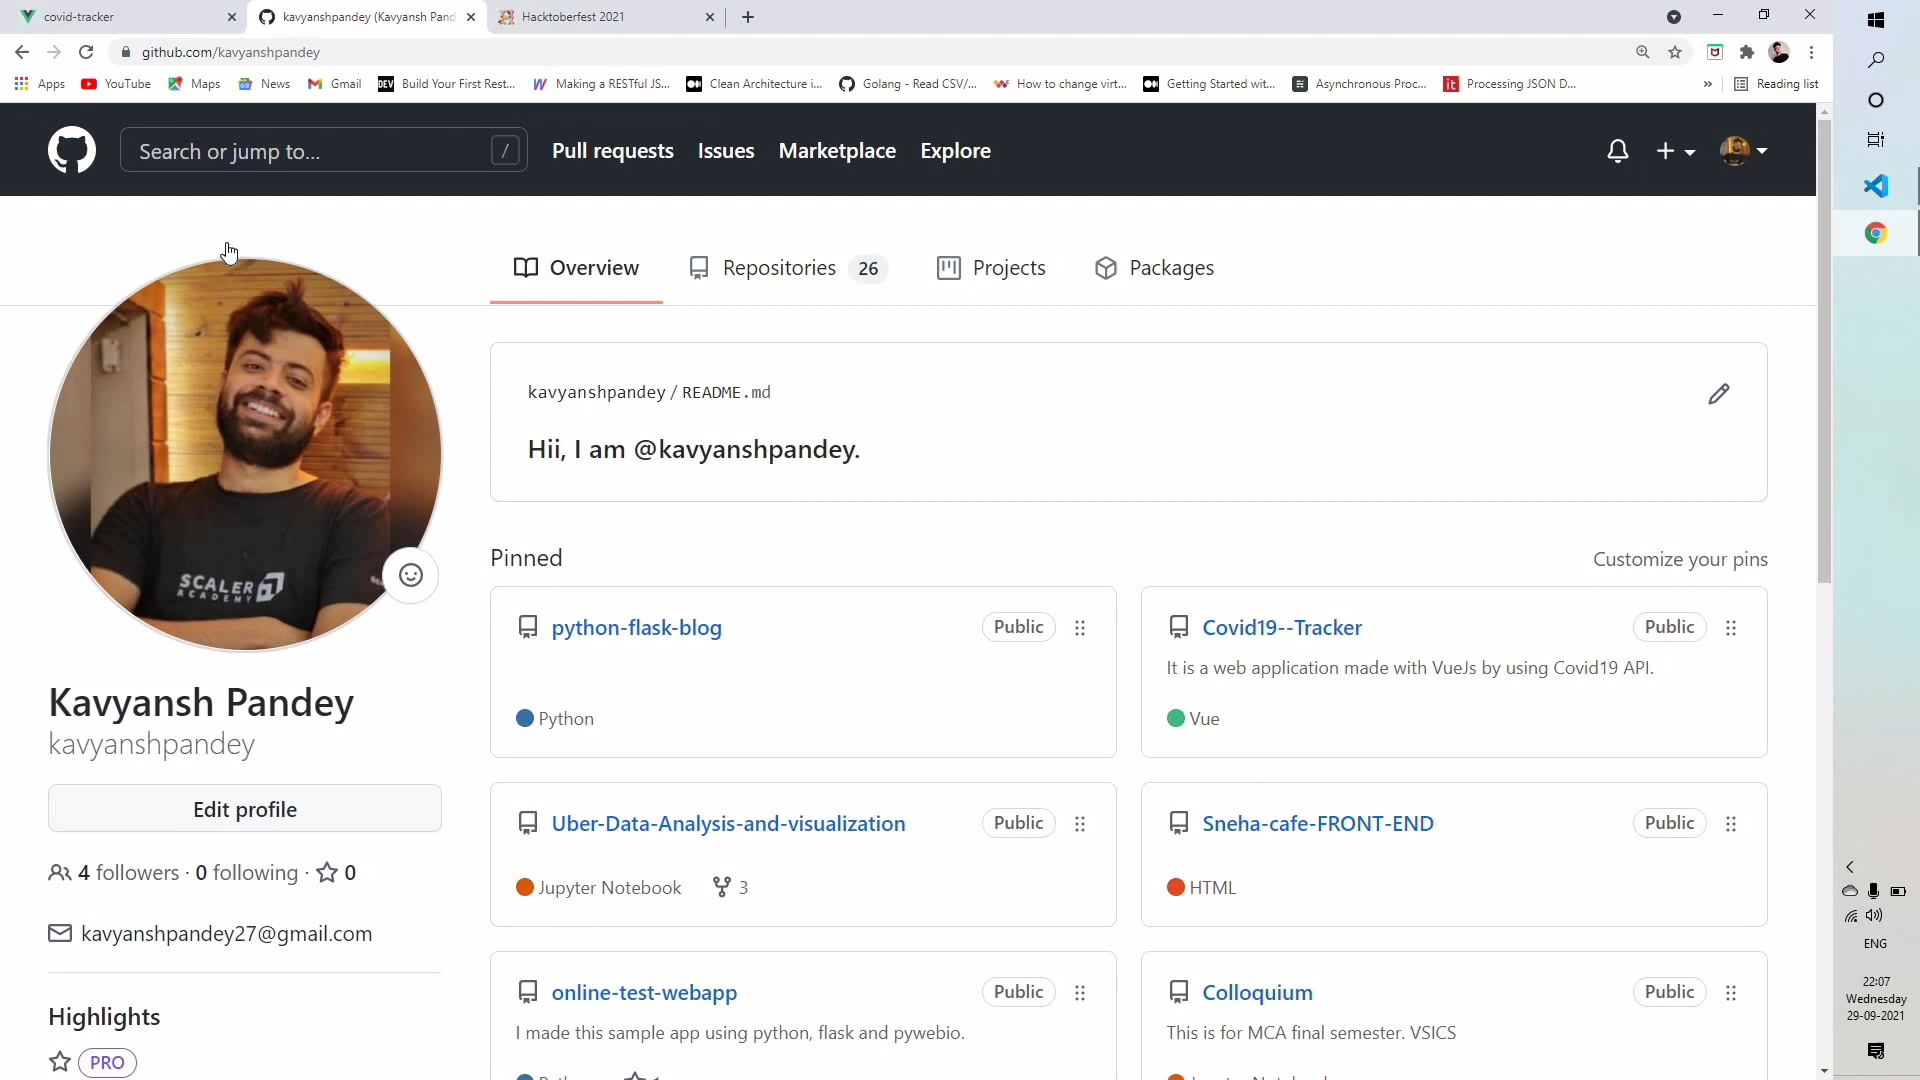 covid-tracker
kavyanshpandey (Kavyansh Pand
Hacktoberfest 2021
github.com/kavyanshpandey
Apps
YouTube
Maps
News
Gmail
DEV
Build Your First Rest...
Making a RESTful JS...
Clean Architecture i...
Golang - Read CSV/...
How to change virt...
Getting Started wit...
Asynchronous Proc...
it
Processing JSON D...
»
Reading list
Search or jump to...
/
Pull requests
Issues
Marketplace
Explore
Overview
Repositories 26
Projects
Packages
kavyanshpandey / README.md
Hii, I am @kavyanshpandey.
SCALER
ACADEMY
Kavyansh Pandey
kavyanshpandey
Edit profile
4 followers · 0 following · 0
kavyanshpandey27@gmail.com
Highlights
PRO
Pinned
Customize your pins
python-flask-blog
Public
Python
Covid19--Tracker
Public
It is a web application made with VueJs by using Covid19 API.
Vue
Uber-Data-Analysis-and-visualization
Public
Jupyter Notebook
3
Sneha-cafe-FRONT-END
Public
HTML
online-test-webapp
Public
I made this sample app using python, flask and pywebio.
Colloquium
Public
This is for MCA final semester. VSICS
ENG
22:07
Wednesday
29-09-2021